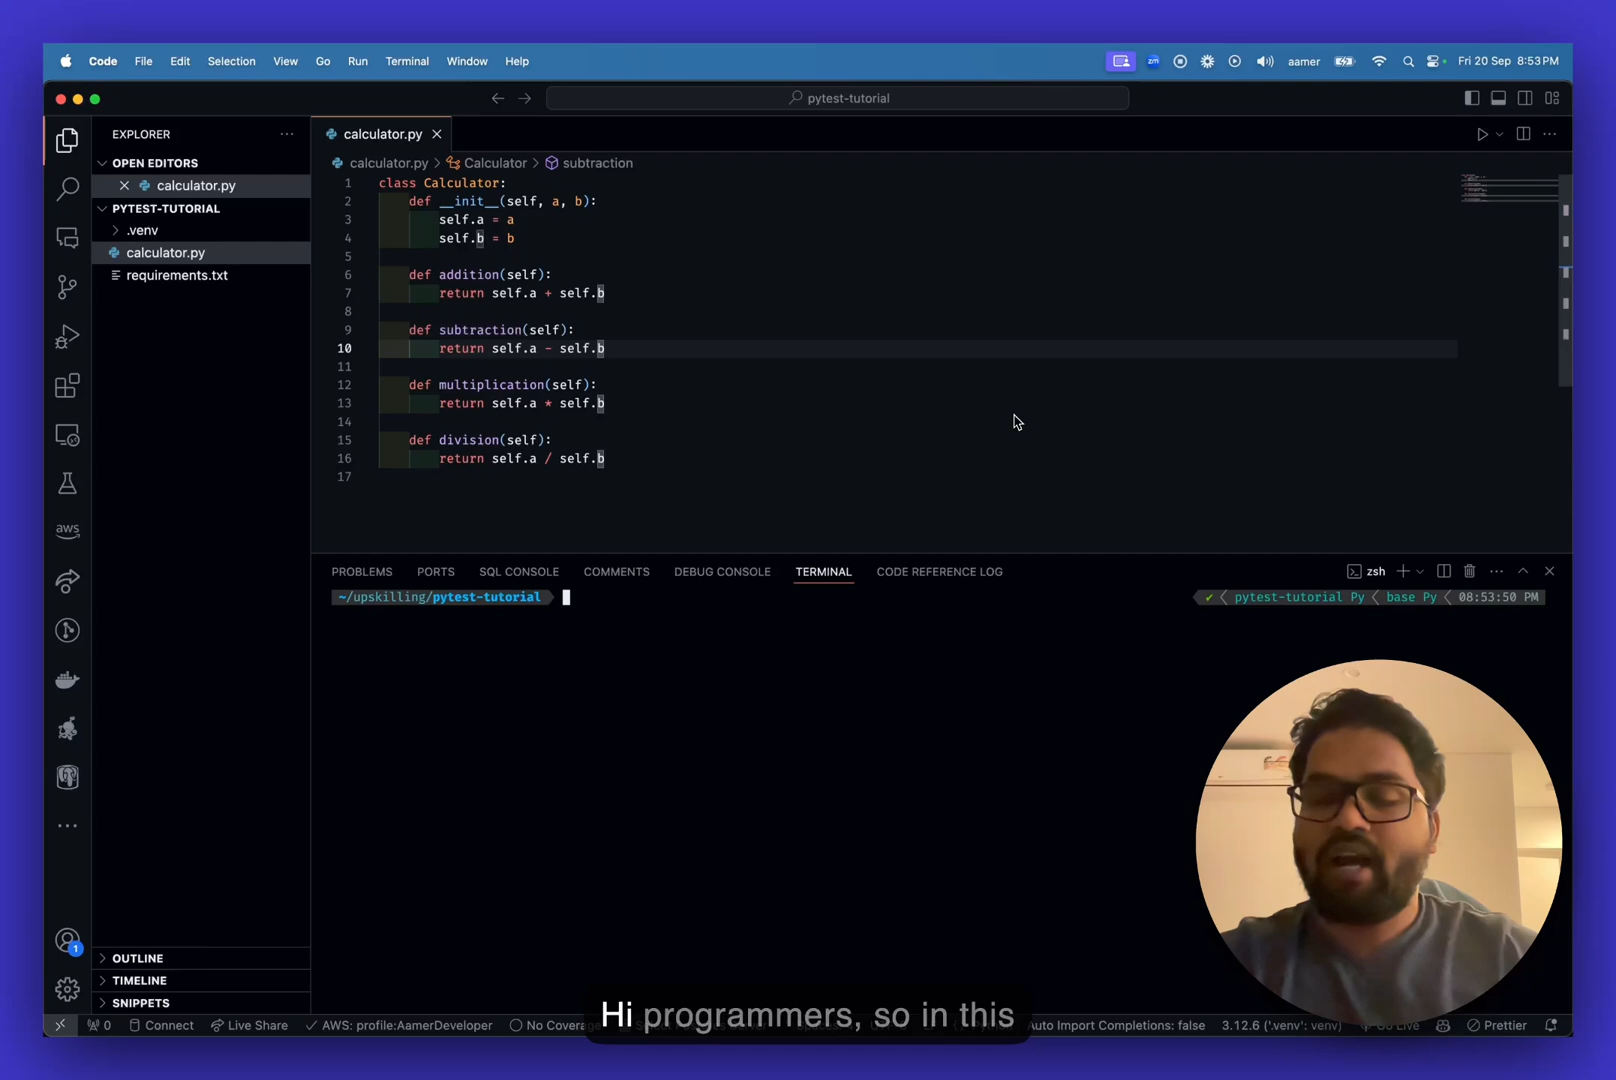 Code File Edit Selection View Go Run Terminal Window Help
zm aamer Fri 20 Sep 8:53 PM
pytest-tutorial
EXPLORER
OPEN EDITORS
calculator.py
PYTEST-TUTORIAL
.venv
calculator.py
requirements.txt
OUTLINE
TIMELINE
SNIPPETS
aws
1
calculator.py
calculator.py > Calculator > subtraction
1 class Calculator:
2 def __init__(self, a, b):
3 self.a = a
4 self.b = b
5
6 def addition(self):
7 return self.a + self.b
8
9 def subtraction(self):
10 return self.a - self.b
11
12 def multiplication(self):
13 return self.a * self.b
14
15 def division(self):
16 return self.a / self.b
17
PROBLEMS PORTS SQL CONSOLE COMMENTS DEBUG CONSOLE TERMINAL CODE REFERENCE LOG
zsh
~/upskilling/pytest-tutorial
✔ pytest-tutorial Py base Py 08:53:50 PM
Hi programmers, so in this
0 Connect Live Share AWS: profile:AamerDeveloper No Coverage Auto Import Completions: false 3.12.6 ('.venv': venv) Go Live Prettier